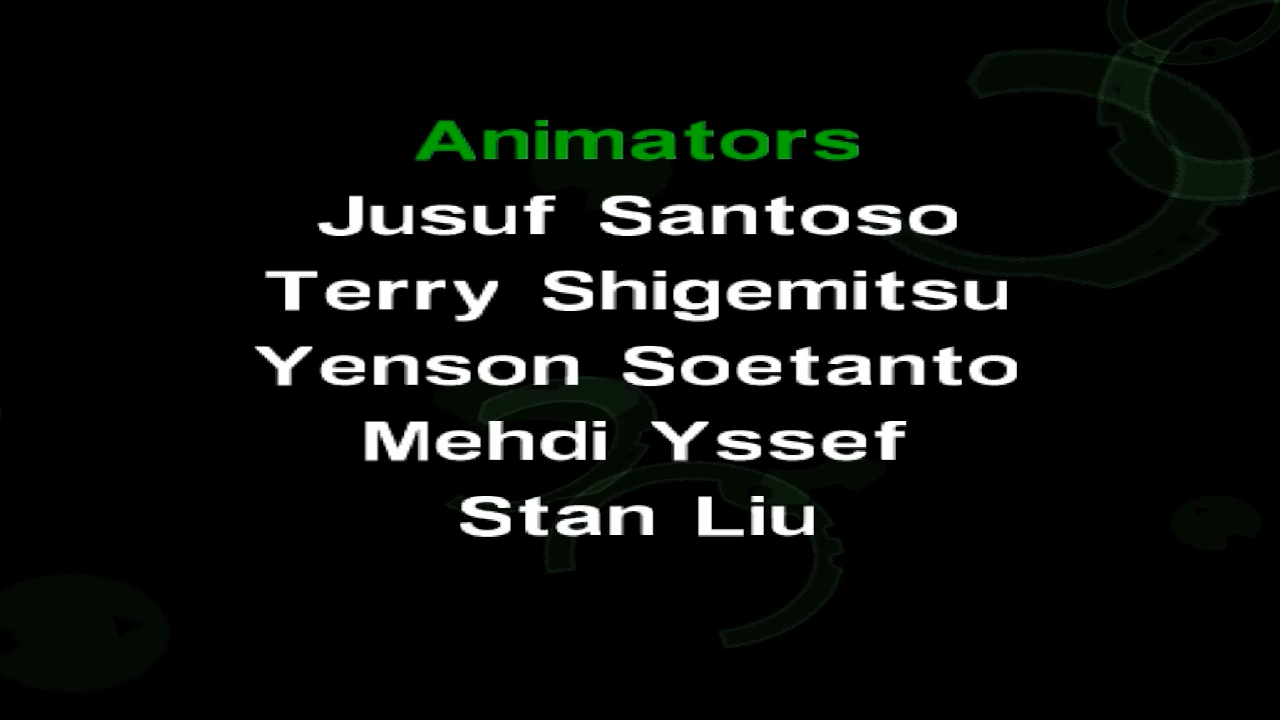 Animators
Jusuf Santoso
Terry Shigemitsu
Yenson Soetanto
Mehdi Yssef
Stan Liu